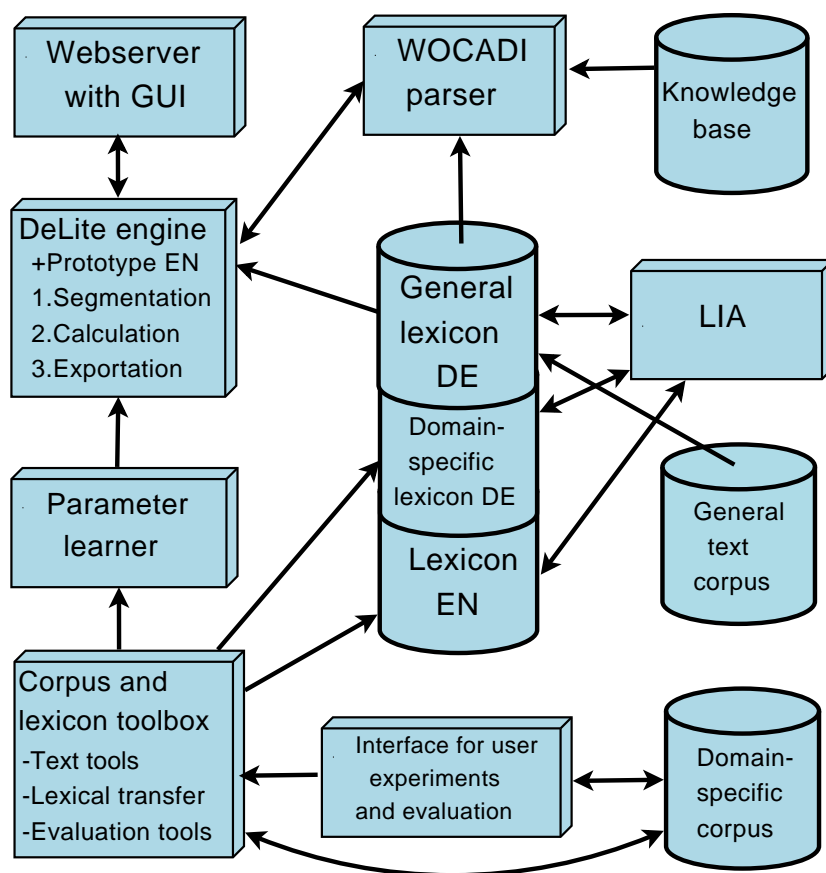 Webserver
with GUI
WOCADI
parser
Knowledge
base
DeLite engine
+Prototype EN
1.Segmentation
2.Calculation
3.Exportation
General
lexicon
DE
LIA
Domain-
specific
lexicon DE
Parameter
learner
Lexicon
EN
General
text
corpus
Corpus and
lexicon toolbox
-Text tools
-Lexical transfer
-Evaluation tools
Interface for user
experiments
and evaluation
Domain-
specific
corpus